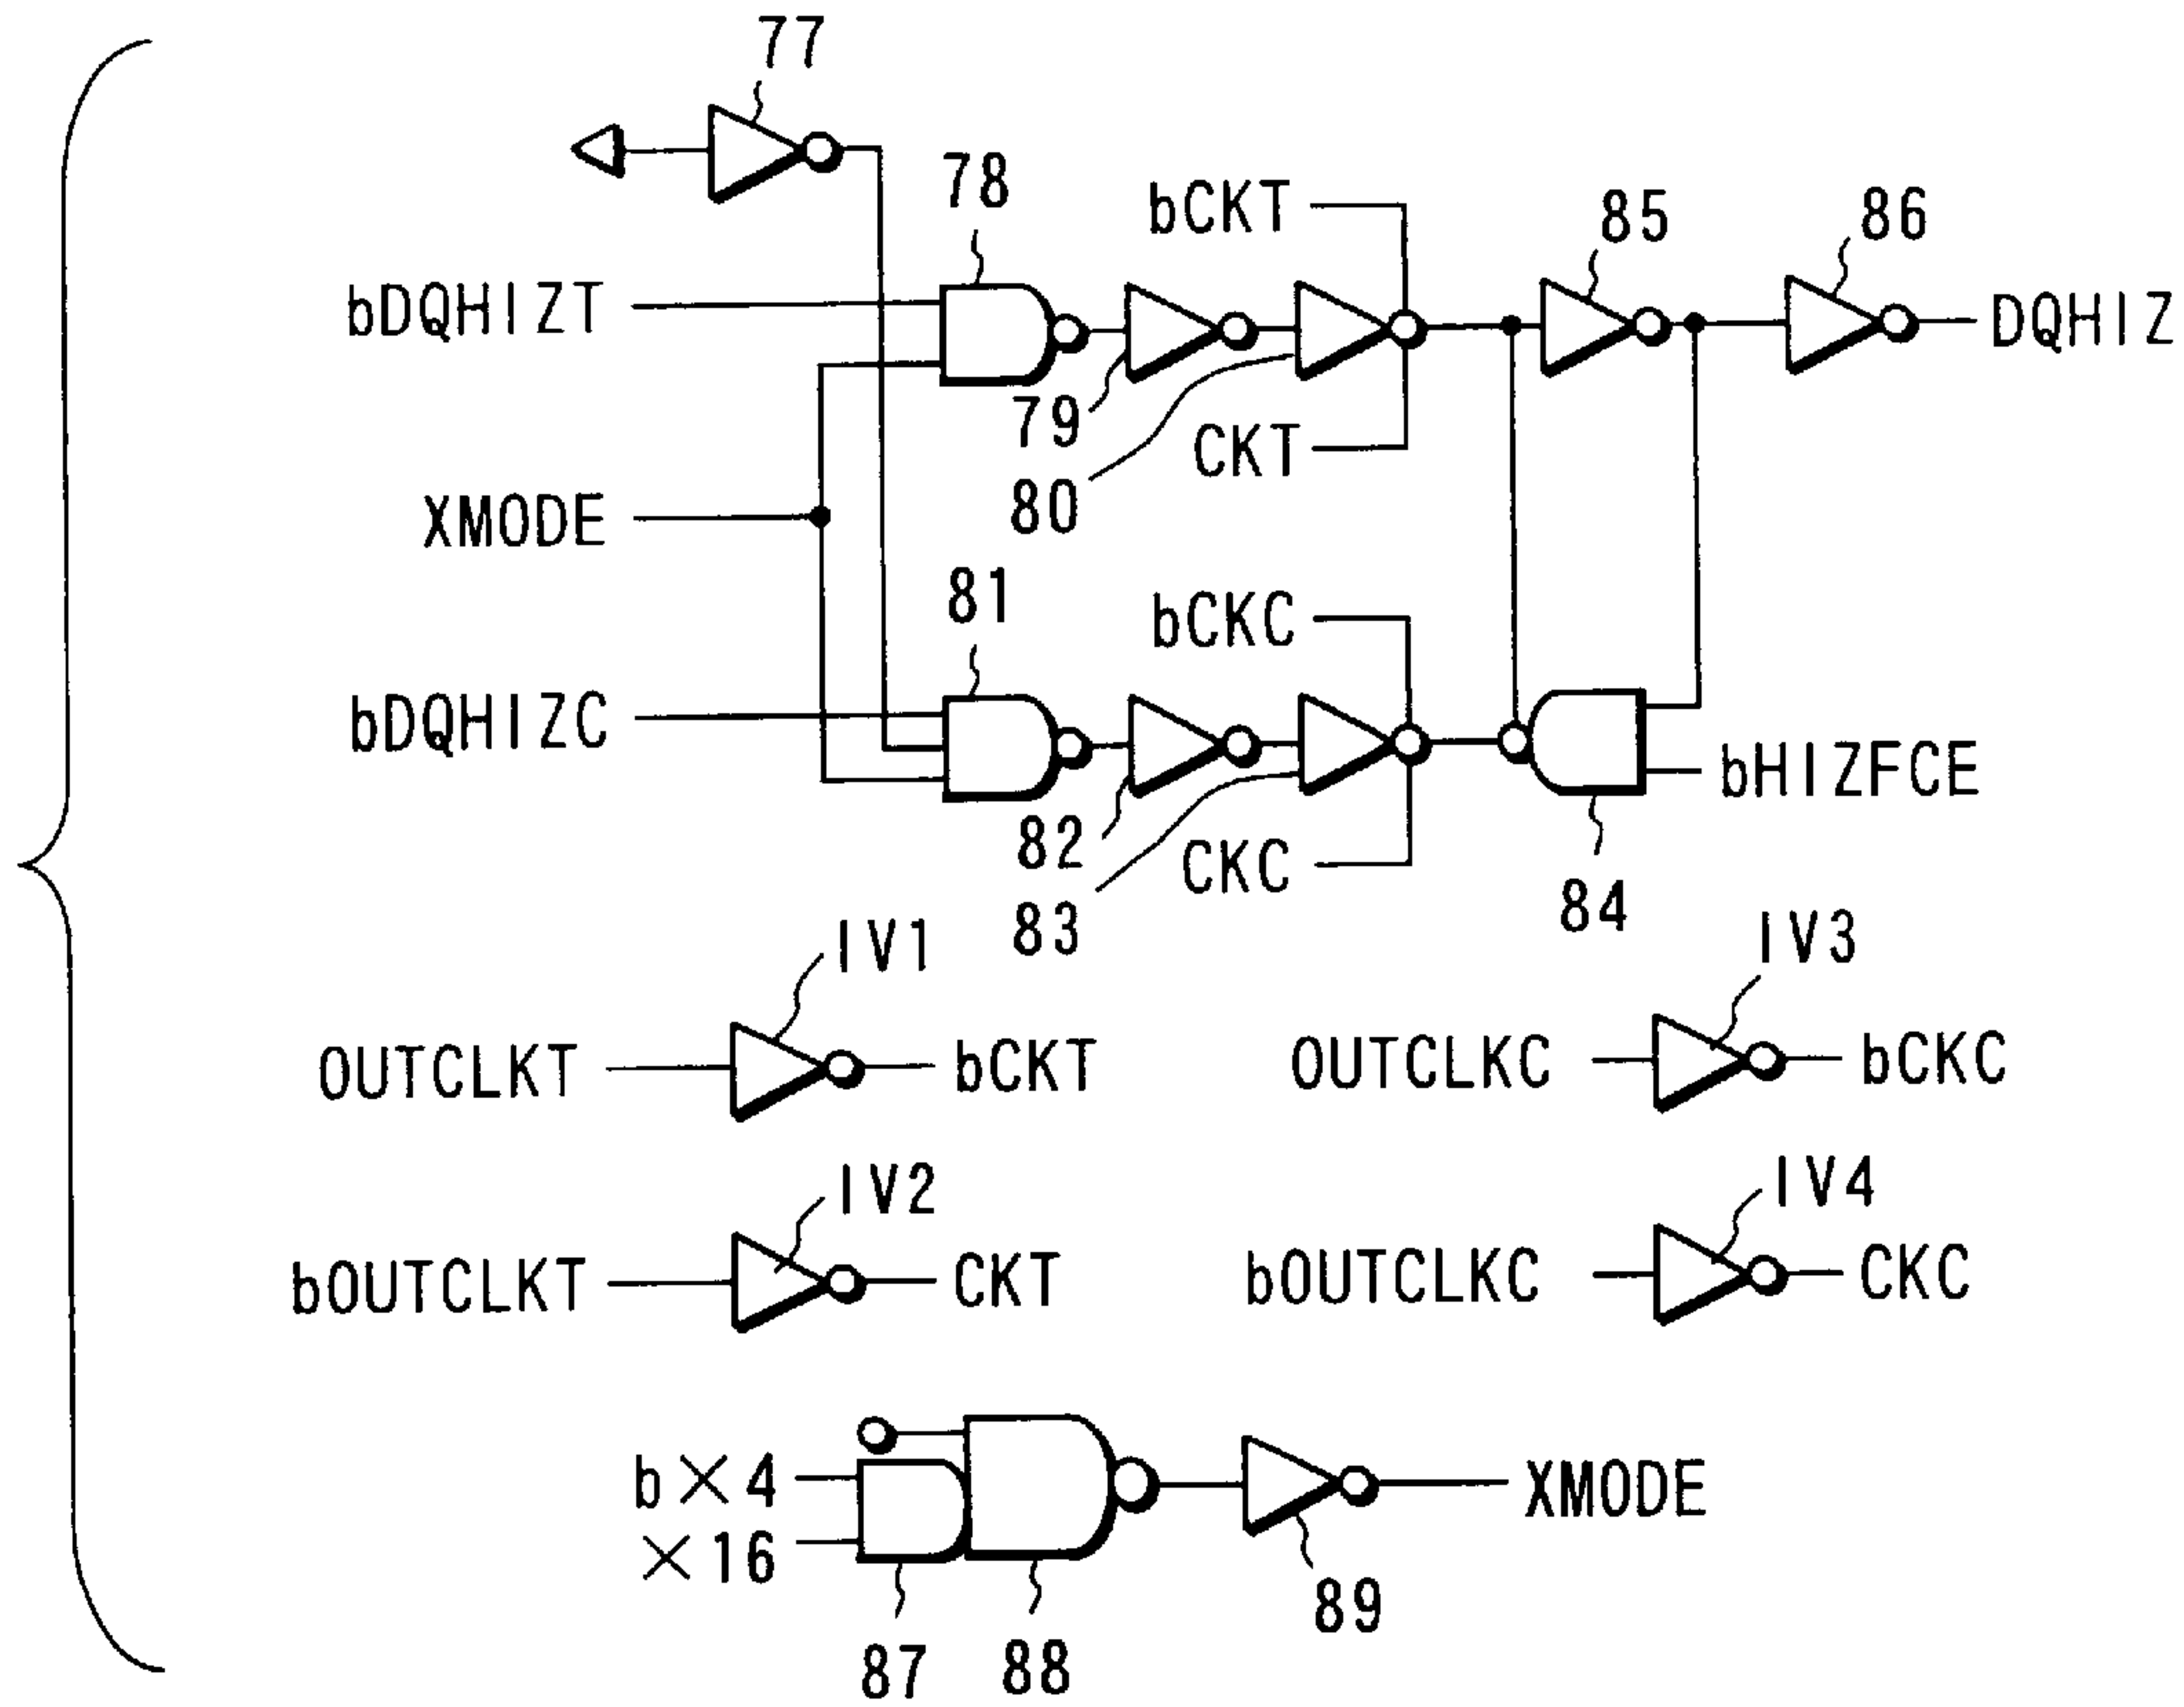 77
78
bCKT
85
86
bDQHIZT
DQHIZ
79
CKT
80
XMODE
81
bCKC
bDQHIZC
bHIZFCE
82
CKC
83
84
IV1
IV3
OUTCLKT
bCKT
OUTCLKC
bCKC
IV2
IV4
bOUTCLKT
CKT
bOUTCLKC
CKC
b×4
XMODE
×16
89
87
88